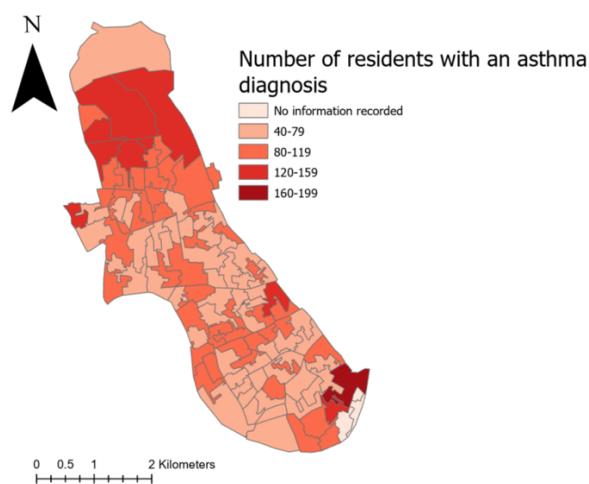 N
Number of residents with an asthma
diagnosis
No information recorded
40-79
80-119
120-159
160-199
0 0.5 1 2 Kilometers